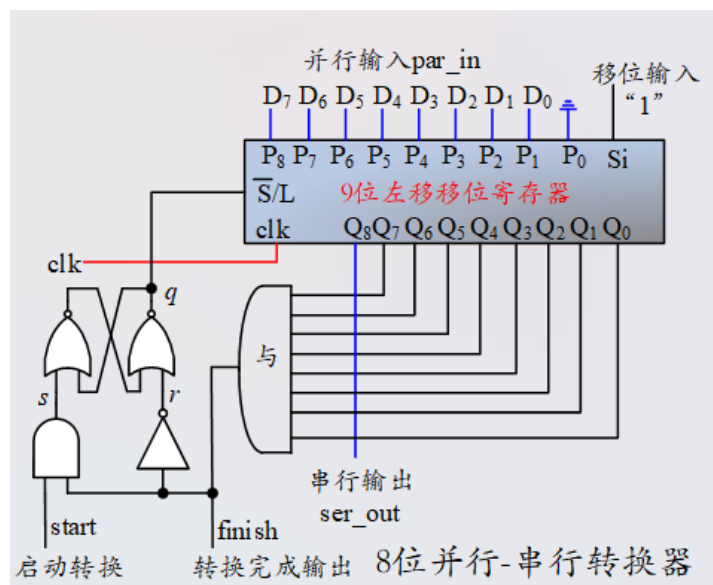 并行输入par_in
移位输入
“1”
D7 D6 D5 D4 D3 D2 D1 D0
P8 P7 P6 P5 P4 P3 P2 P1 P0 Si
S̅/L
9位左移移位寄存器
clk Q8 Q7 Q6 Q5 Q4 Q3 Q2 Q1 Q0
clk
q
与
s
r
串行输出
ser_out
start
finish
启动转换
转换完成输出
8位并行-串行转换器